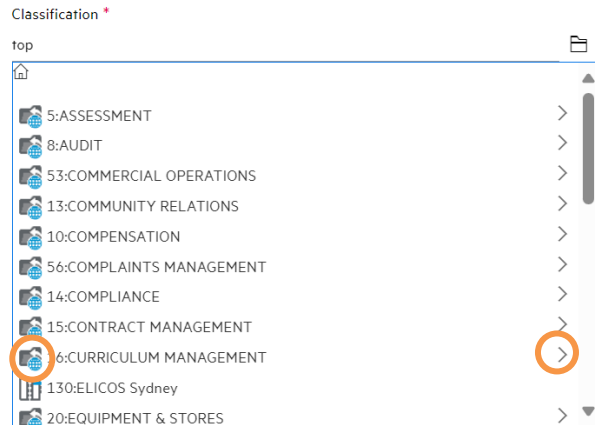 Classification *
top
5:ASSESSMENT
8:AUDIT
53:COMMERCIAL OPERATIONS
13:COMMUNITY RELATIONS
10:COMPENSATION
56:COMPLAINTS MANAGEMENT
14:COMPLIANCE
15:CONTRACT MANAGEMENT
6:CURRICULUM MANAGEMENT
130:ELICOS Sydney
20:EQUIPMENT & STORES